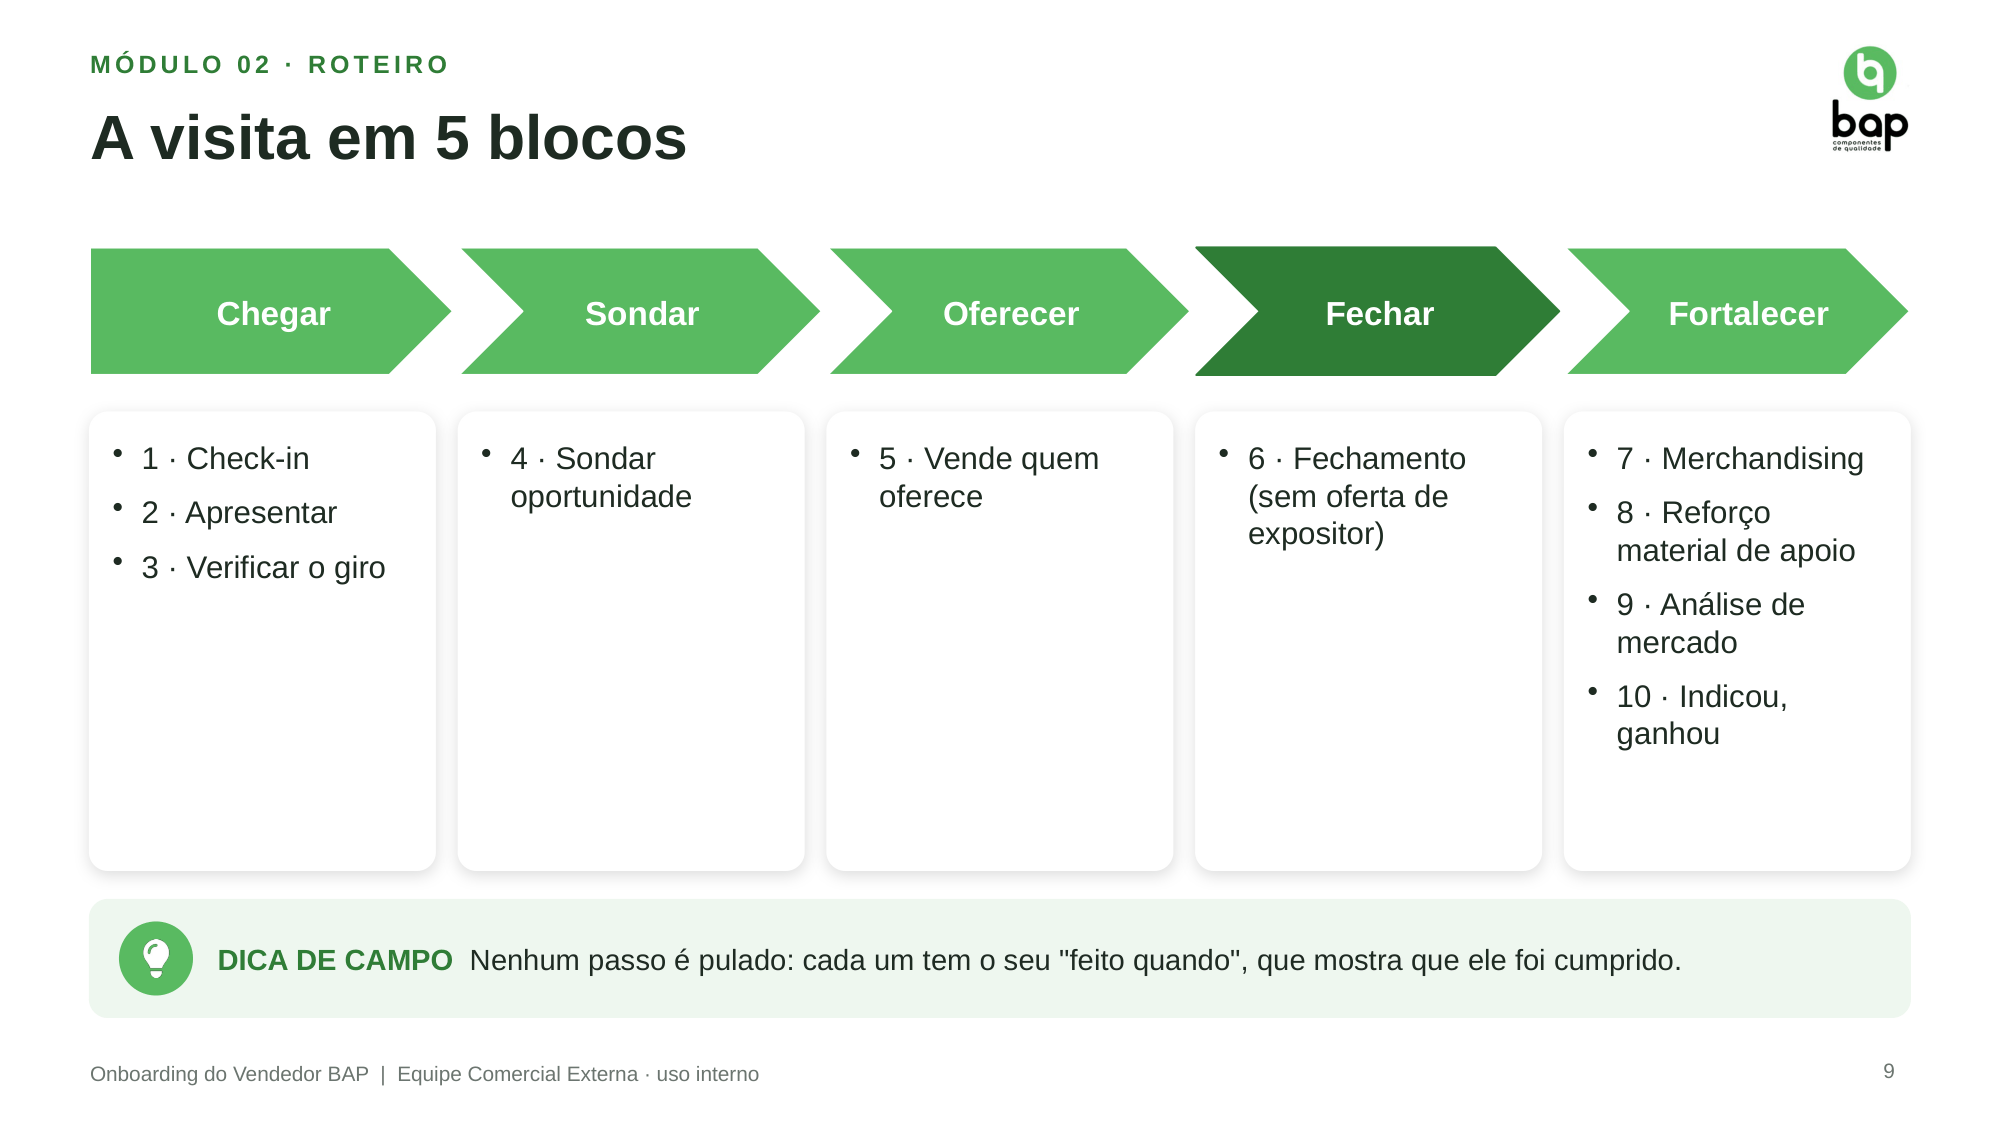 MÓDULO 02 · ROTEIRO
A visita em 5 blocos
bap
componentes
de qualidade
Chegar
Sondar
Oferecer
Fechar
Fortalecer
• 1 · Check-in
• 2 · Apresentar
• 3 · Verificar o giro
• 4 · Sondar
oportunidade
• 5 · Vende quem
oferece
• 6 · Fechamento
(sem oferta de
expositor)
• 7 · Merchandising
• 8 · Reforço
material de apoio
• 9 · Análise de
mercado
• 10 · Indicou,
ganhou
DICA DE CAMPO Nenhum passo é pulado: cada um tem o seu "feito quando", que mostra que ele foi cumprido.
Onboarding do Vendedor BAP | Equipe Comercial Externa · uso interno
9